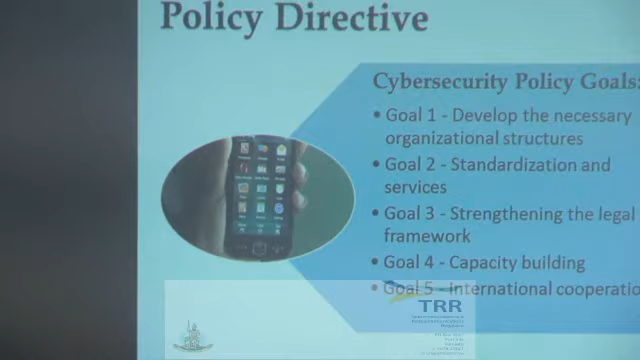 Policy Directive
Cybersecurity Policy Goals:
• Goal 1 - Develop the necessary
organizational structures
• Goal 2 - Standardization and
services
• Goal 3 - Strengthening the legal
framework
• Goal 4 - Capacity building
• Goal 5 - International cooperatio
TRR